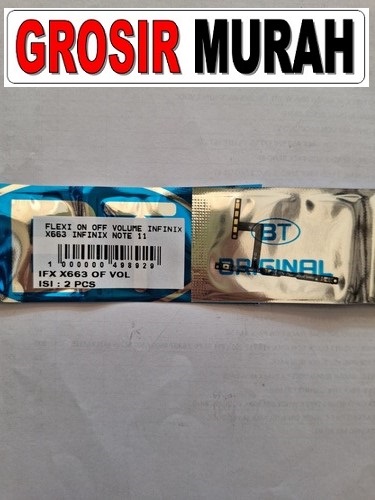 GROSIR MURAH
FLEXI ON OFF VOLUME INFINIX
X663 INFINIX NOTE 11
1 000000 498929
IFX X663 OF VOL
ISI : 2 PCS
BT
ORIGINAL